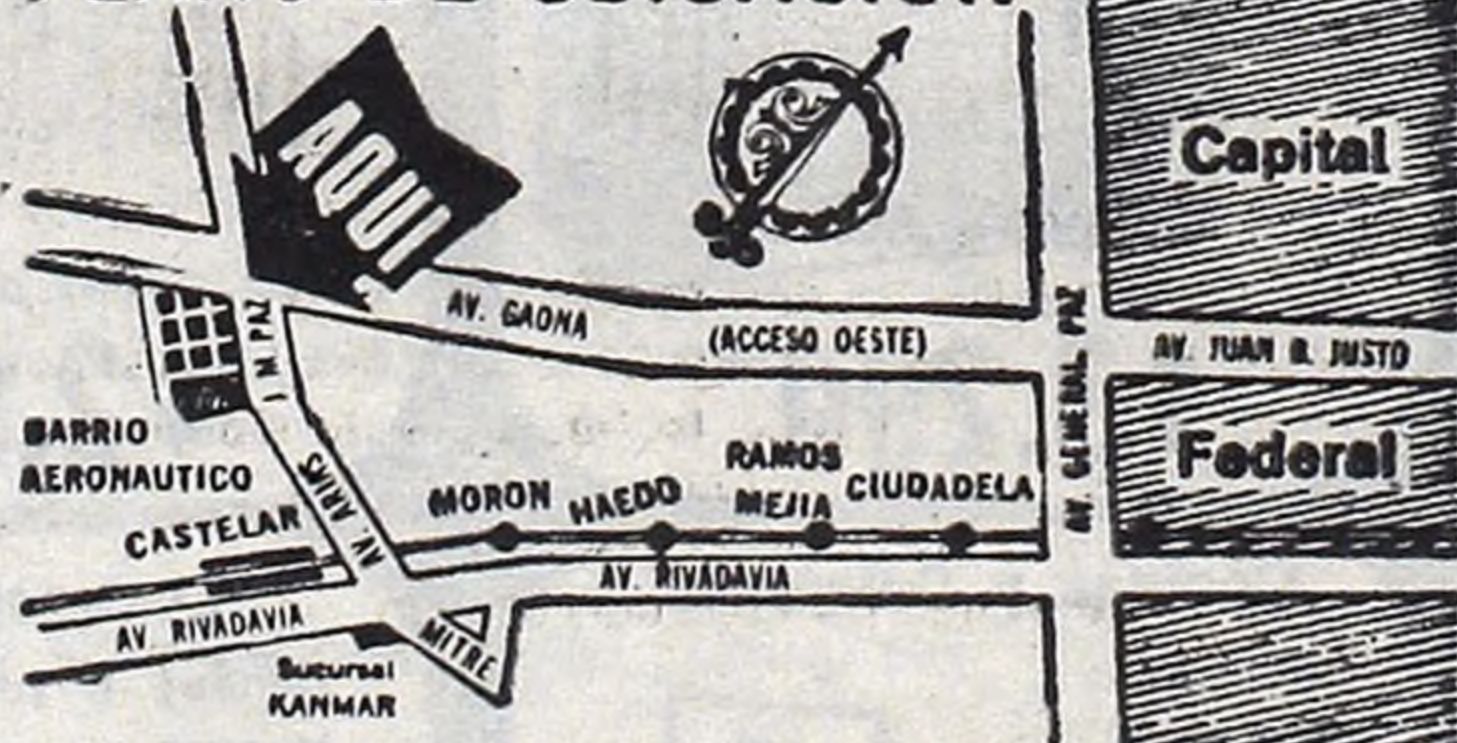 AQUI
Capital
AV. GAONA
(ACCESO OESTE)
AV. JUAN B. JUSTO
J M PAZ
AV. GENERAL PAZ
BARRIO
AERONAUTICO
Federal
AV. ARIAS
MORON
HAEDO
RAMOS
MEJIA
CIUDADELA
CASTELAR
AV. RIVADAVIA
AV RIVADAVIA
MITRE
Sucursal
KANMAR